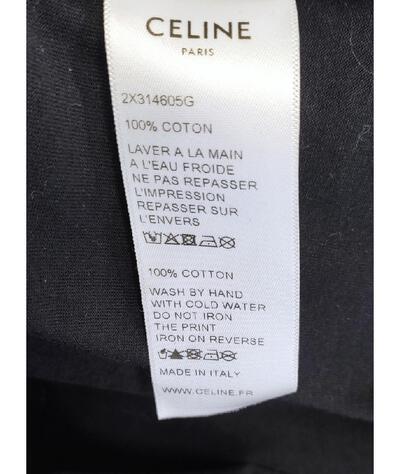 CELINE
PARIS
2X314605G
100% COTON
LAVER A LA MAIN
A L'EAU FROIDE
NE PAS REPASSER
L'IMPRESSION
REPASSER SUR
L'ENVERS
100% COTTON
WASH BY HAND
WITH COLD WATER
DO NOT IRON
THE PRINT
IRON ON REVERSE
MADE IN ITALY
WWW.CELINE.FR